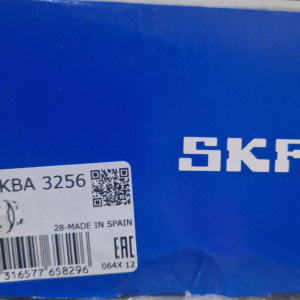 SKF
KBA 3256
28-MADE IN SPAIN
EAC
064X 12
316577 658296